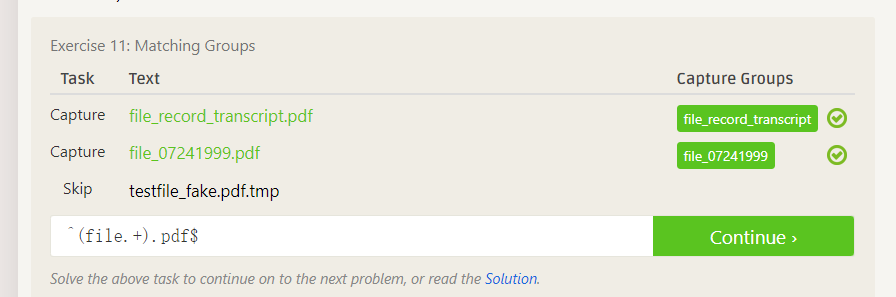 Exercise 11: Matching Groups
Task Text Capture Groups
Capture file_record_transcript.pdf file_record_transcript
Capture file_07241999.pdf file_07241999
Skip testfile_fake.pdf.tmp
^(file.+).pdf$ Continue ›
Solve the above task to continue on to the next problem, or read the Solution.